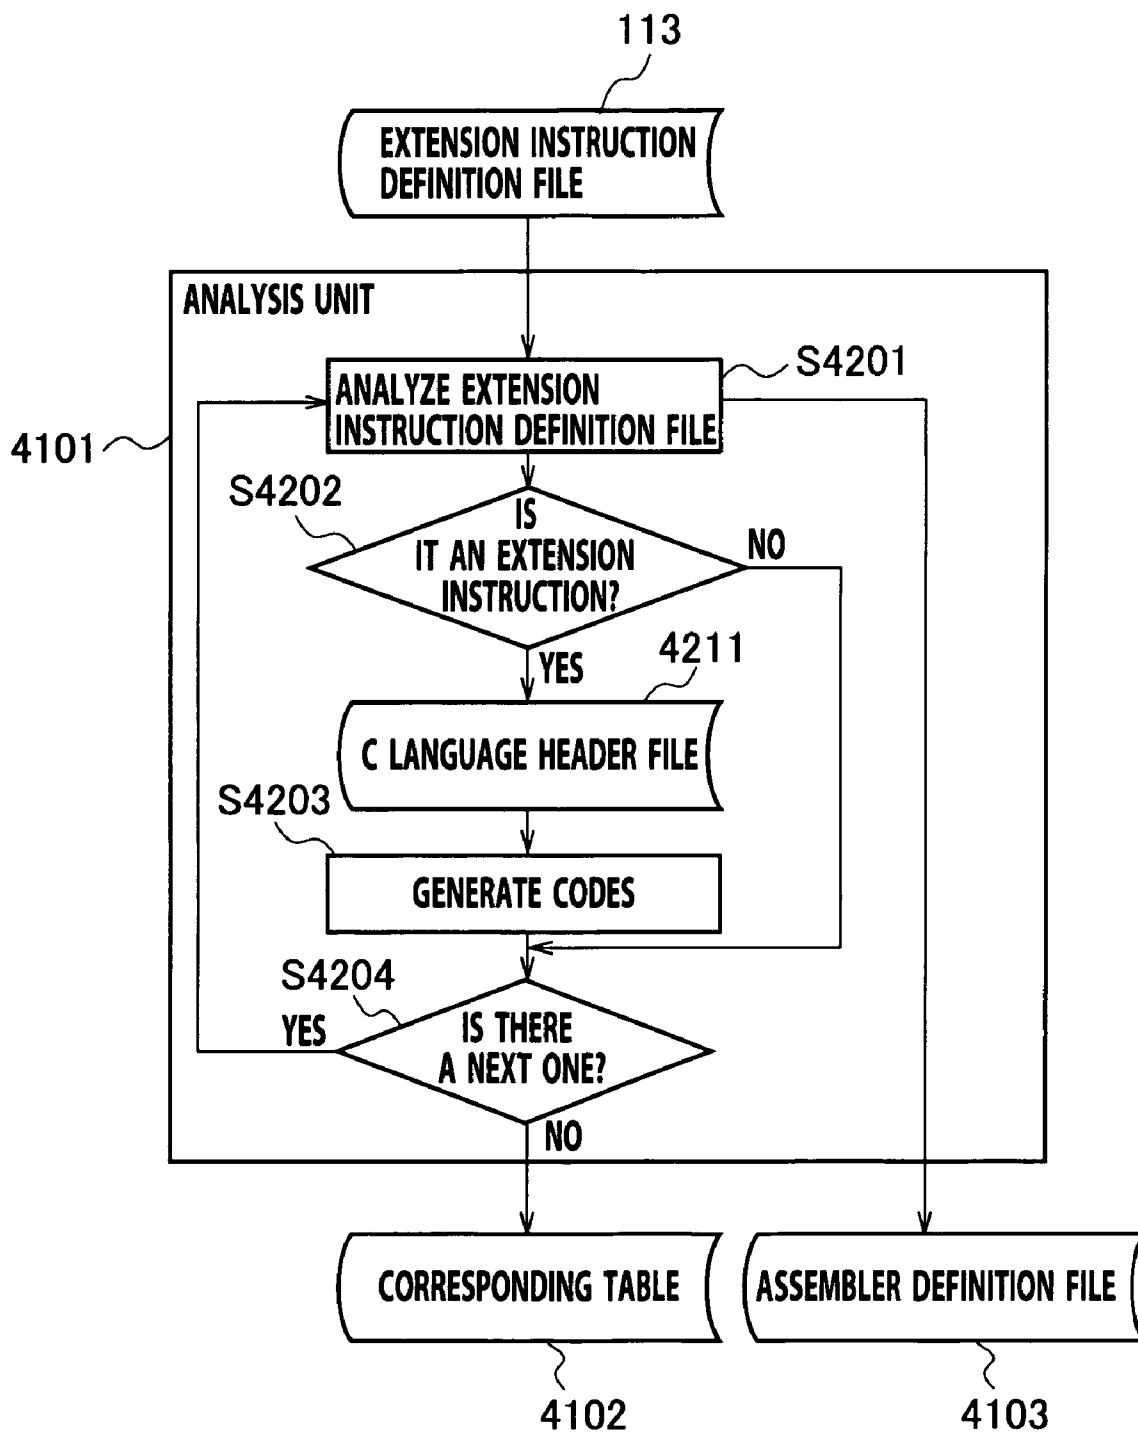 113
EXTENSION INSTRUCTION
DEFINITION FILE
ANALYSIS UNIT
S4201
ANALYZE EXTENSION
INSTRUCTION DEFINITION FILE
4101
S4202
IS
IT AN EXTENSION
INSTRUCTION?
NO
YES
4211
C LANGUAGE HEADER FILE
S4203
GENERATE CODES
S4204
YES
IS THERE
A NEXT ONE?
NO
CORRESPONDING TABLE
ASSEMBLER DEFINITION FILE
4102
4103